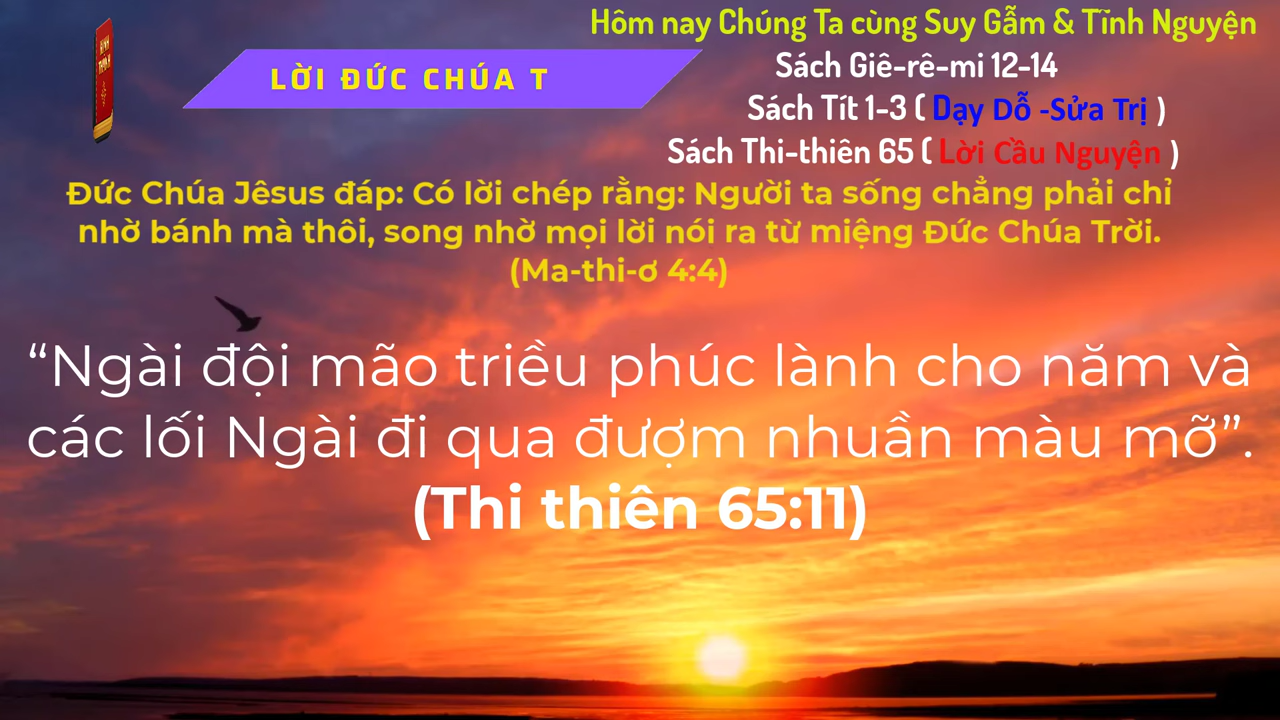 Hôm nay Chúng Ta cùng Suy Gẫm & Tĩnh Nguyện
Sách Giê-rê-mi 12-14
Sách Tít 1-3 ( Dạy Dỗ -Sửa Trị )
Sách Thi-thiên 65 ( Lời Cầu Nguyện )
LỜI ĐỨC CHÚA T
Đức Chúa Jêsus đáp: Có lời chép rằng: Người ta sống chẳng phải chỉ
nhờ bánh mà thôi, song nhờ mọi lời nói ra từ miệng Đức Chúa Trời.
(Ma-thi-ơ 4:4)
“Ngài đội mão triều phúc lành cho năm và
các lối Ngài đi qua đượm nhuần màu mỡ”.
(Thi thiên 65:11)